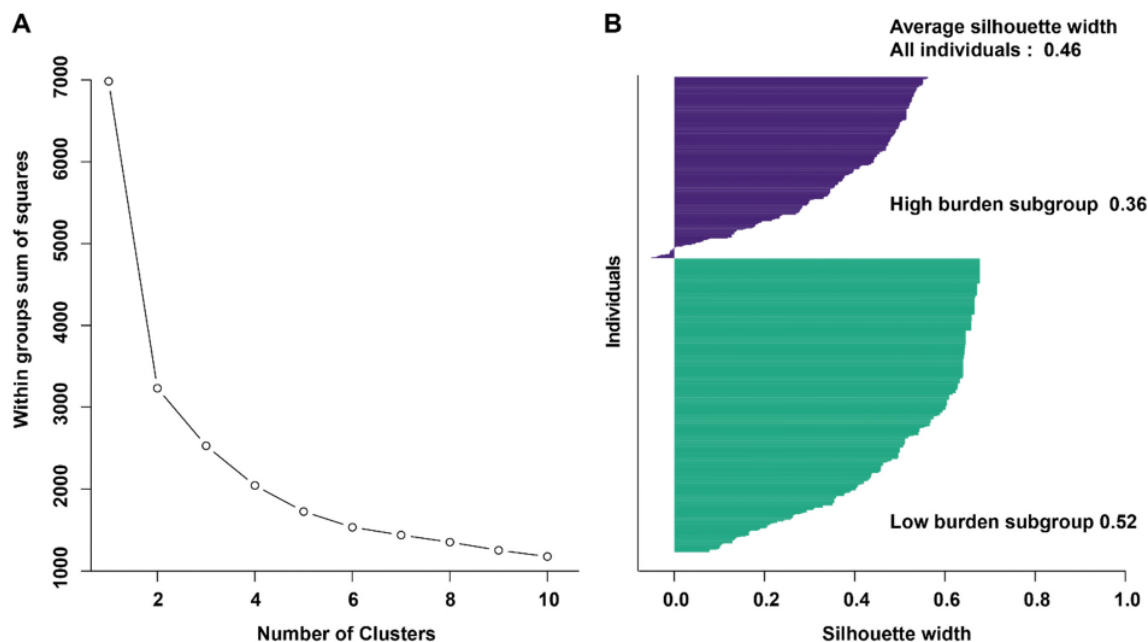 A
Within groups sum of squares
7000
6000
5000
4000
3000
2000
1000
2 4 6 8 10
Number of Clusters
B
Average silhouette width
All individuals : 0.46
High burden subgroup 0.36
Individuals
Low burden subgroup 0.52
0.0 0.2 0.4 0.6 0.8 1.0
Silhouette width